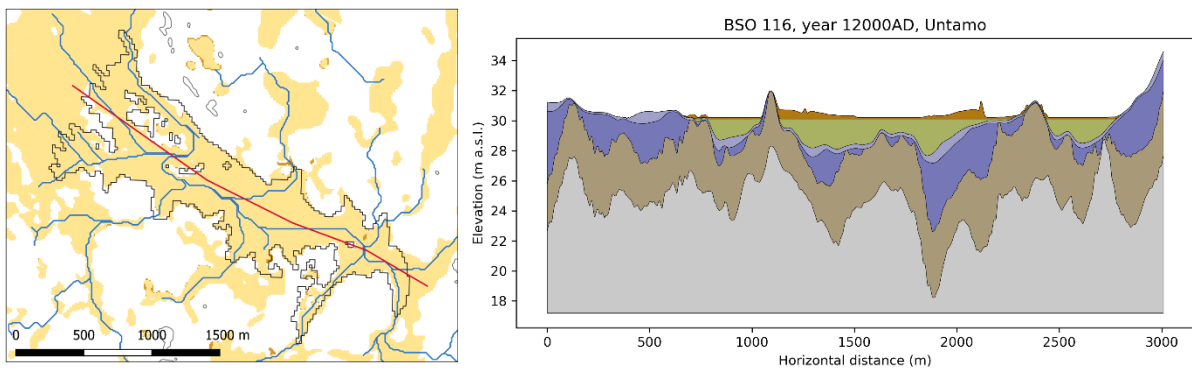 0 500 1000 1500 m
BSO 116, year 12000AD, Untamo
Elevation (m a.s.l.)
34
32
30
28
26
24
22
20
18
0 500 1000 1500 2000 2500 3000
Horizontal distance (m)